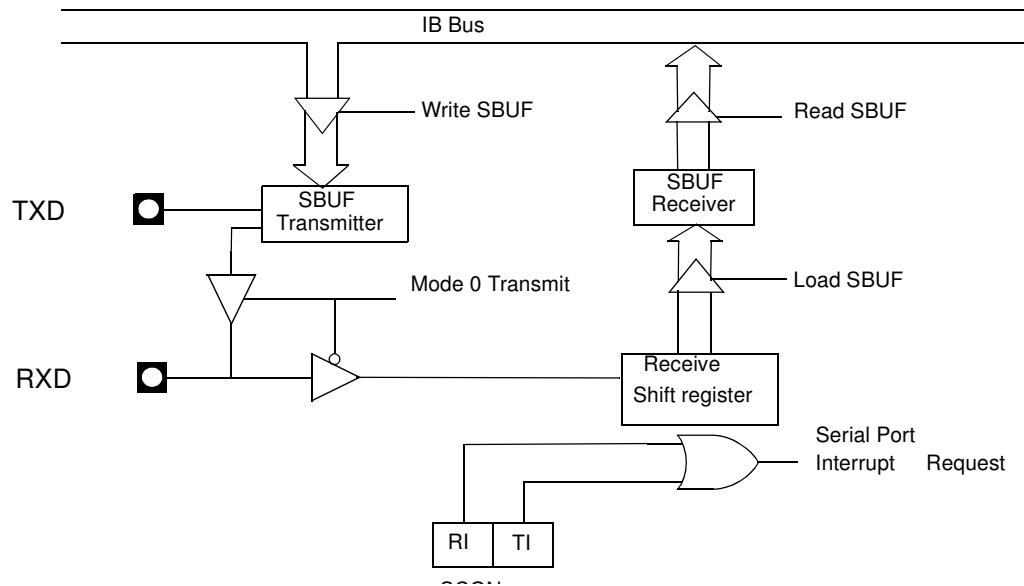 IB Bus
Write SBUF
Read SBUF
TXD
SBUF
Transmitter
SBUF
Receiver
Mode 0 Transmit
Load SBUF
RXD
Receive
Shift register
Serial Port
Interrupt Request
RI
TI